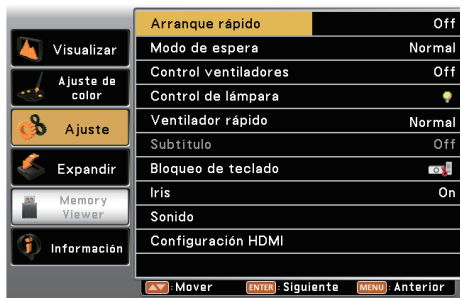 Visualizar
Ajuste de
color
Ajuste
Expandir
Memory
Viewer
Información
Arranque rápido Off
Modo de espera Normal
Control ventiladores Off
Control de lámpara
Ventilador rápido Normal
Subtítulo Off
Bloqueo de teclado
Iris On
Sonido
Configuración HDMI
:Mover ENTER :Siguiente MENU :Anterior